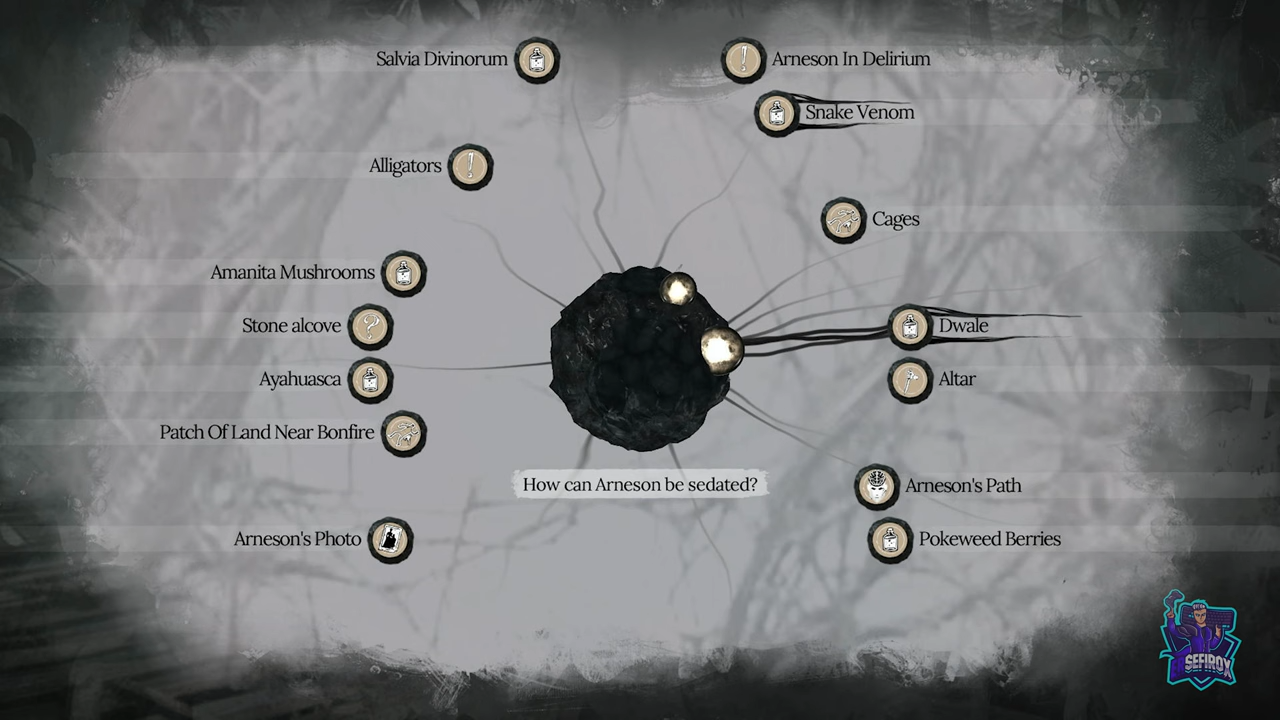 Salvia Divinorum
Arneson In Delirium
Snake Venom
Alligators
Cages
Amanita Mushrooms
Stone alcove
Dwale
Ayahuasca
Altar
Patch Of Land Near Bonfire
How can Arneson be sedated?
Arneson's Path
Arneson's Photo
Pokeweed Berries
SEFIROX